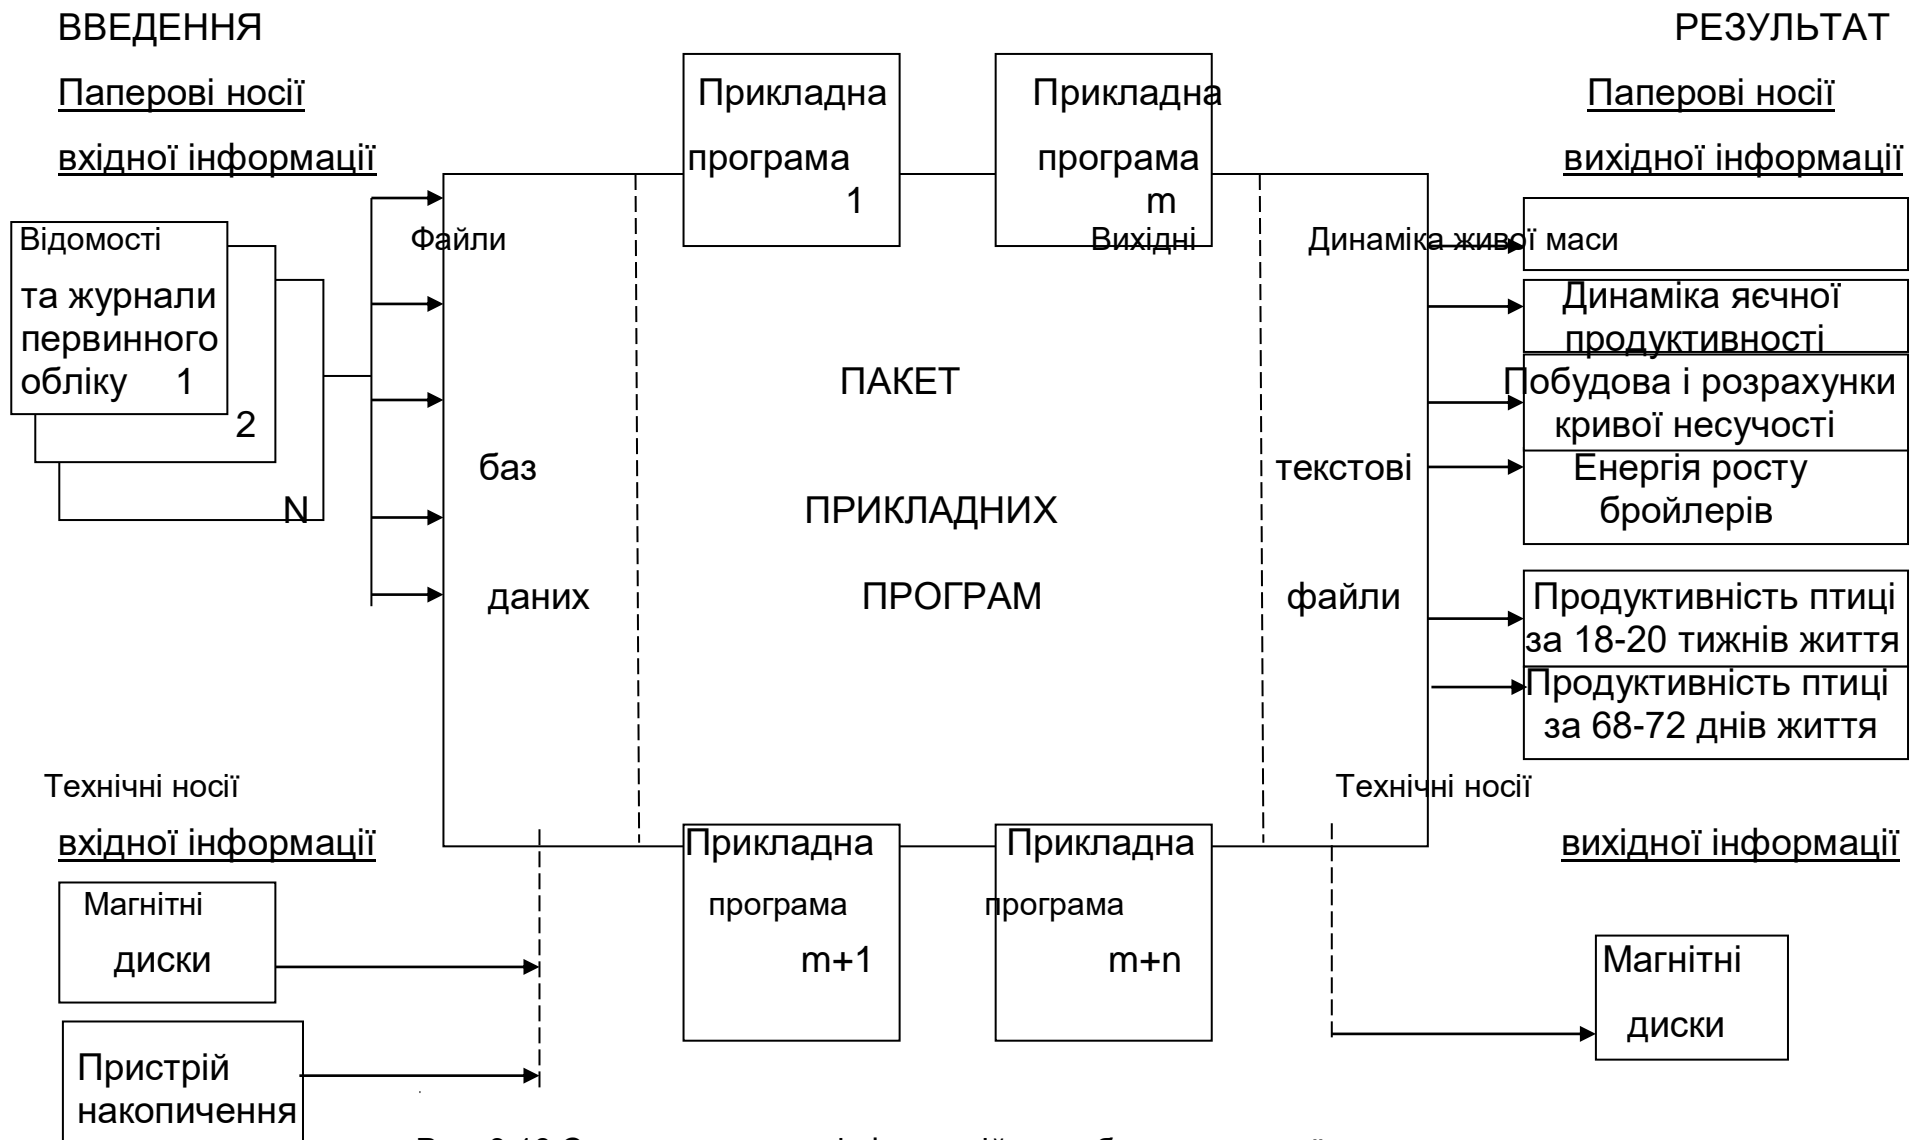 ВВЕДЕННЯ
РЕЗУЛЬТАТ
Паперові носії
вхідної інформації
Прикладна
програма
1
Прикладна
програма
m
Паперові носії
вихідної інформації
Відомості
та журнали
первинного
обліку 1
2
N
Файли
баз
даних
ПАКЕТ
ПРИКЛАДНИХ
ПРОГРАМ
Вихідні
текстові
файли
Динаміка живої маси
Динаміка яєчної
продуктивності
Побудова і розрахунки
кривої несучості
Енергія росту
бройлерів
Продуктивність птиці
за 18-20 тижнів життя
Продуктивність птиці
за 68-72 днів життя
Технічні носії
вхідної інформації
Магнітні
диски
Пристрій
накопичення
Прикладна
програма
m+1
Прикладна
програма
m+n
Технічні носії
вихідної інформації
Магнітні
диски